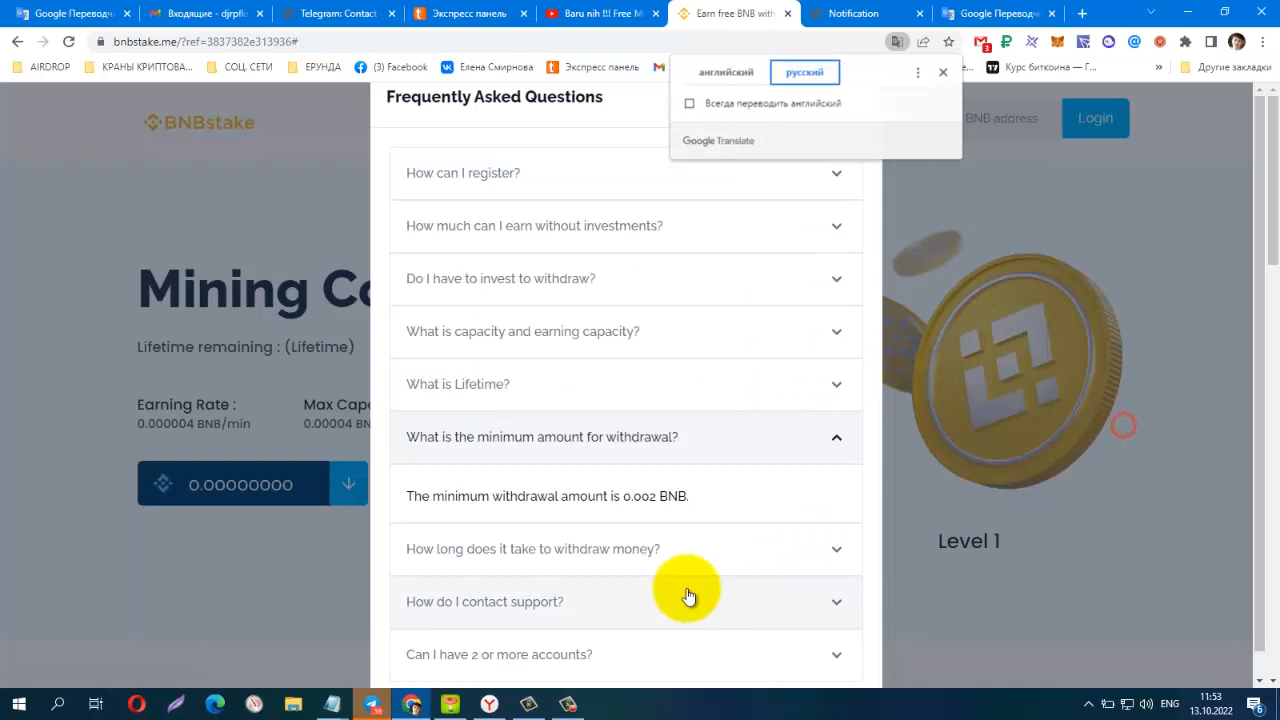 Google Переводч
Входящие - djrpflo
Telegram: Contact
Экспресс панель
Baru nih !!! Free M
Earn free BNB with
Notification
Google Переводч
bnbstake.me/?ref=3837382e313936#
3
AIRDROP
КРАНЫ КРИПТОВА...
СОЦ. СЕТИ
ЕРУНДА
(3) Facebook
Елена Смирнова
Экспресс панель
Курс биткоина — Г...
»
Другие закладки
английский
русский
Всегда переводить английский
Google Translate
Frequently Asked Questions
BNBstake
BNB address
Login
How can I register?
How much can I earn without investments?
Do I have to invest to withdraw?
What is capacity and earning capacity?
What is Lifetime?
What is the minimum amount for withdrawal?
The minimum withdrawal amount is 0.002 BNB.
How long does it take to withdraw money?
How do I contact support?
Can I have 2 or more accounts?
Mining Co
Lifetime remaining : (Lifetime)
Earning Rate :
Max Capa
0.000004 BNB/min
0.00004 BN
0.00000000
Level 1
ENG
11:53
13.10.2022
6